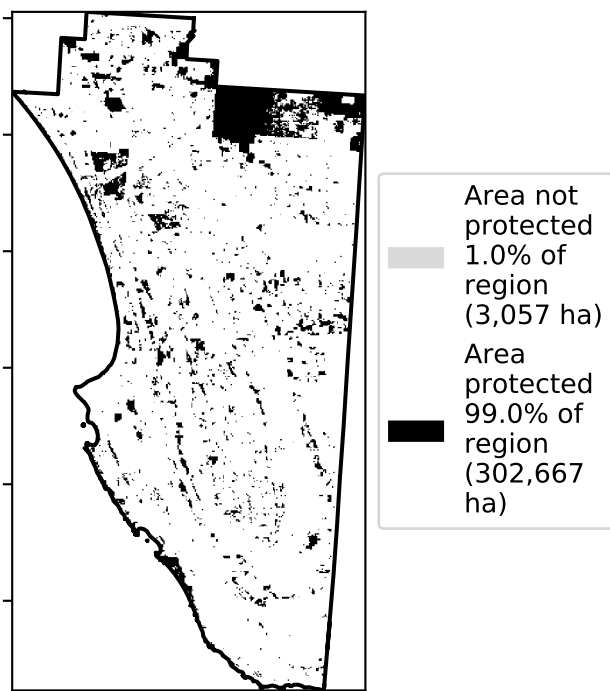 Area not
protected
1.0% of
region
(3,057 ha)
Area
protected
99.0% of
region
(302,667
ha)